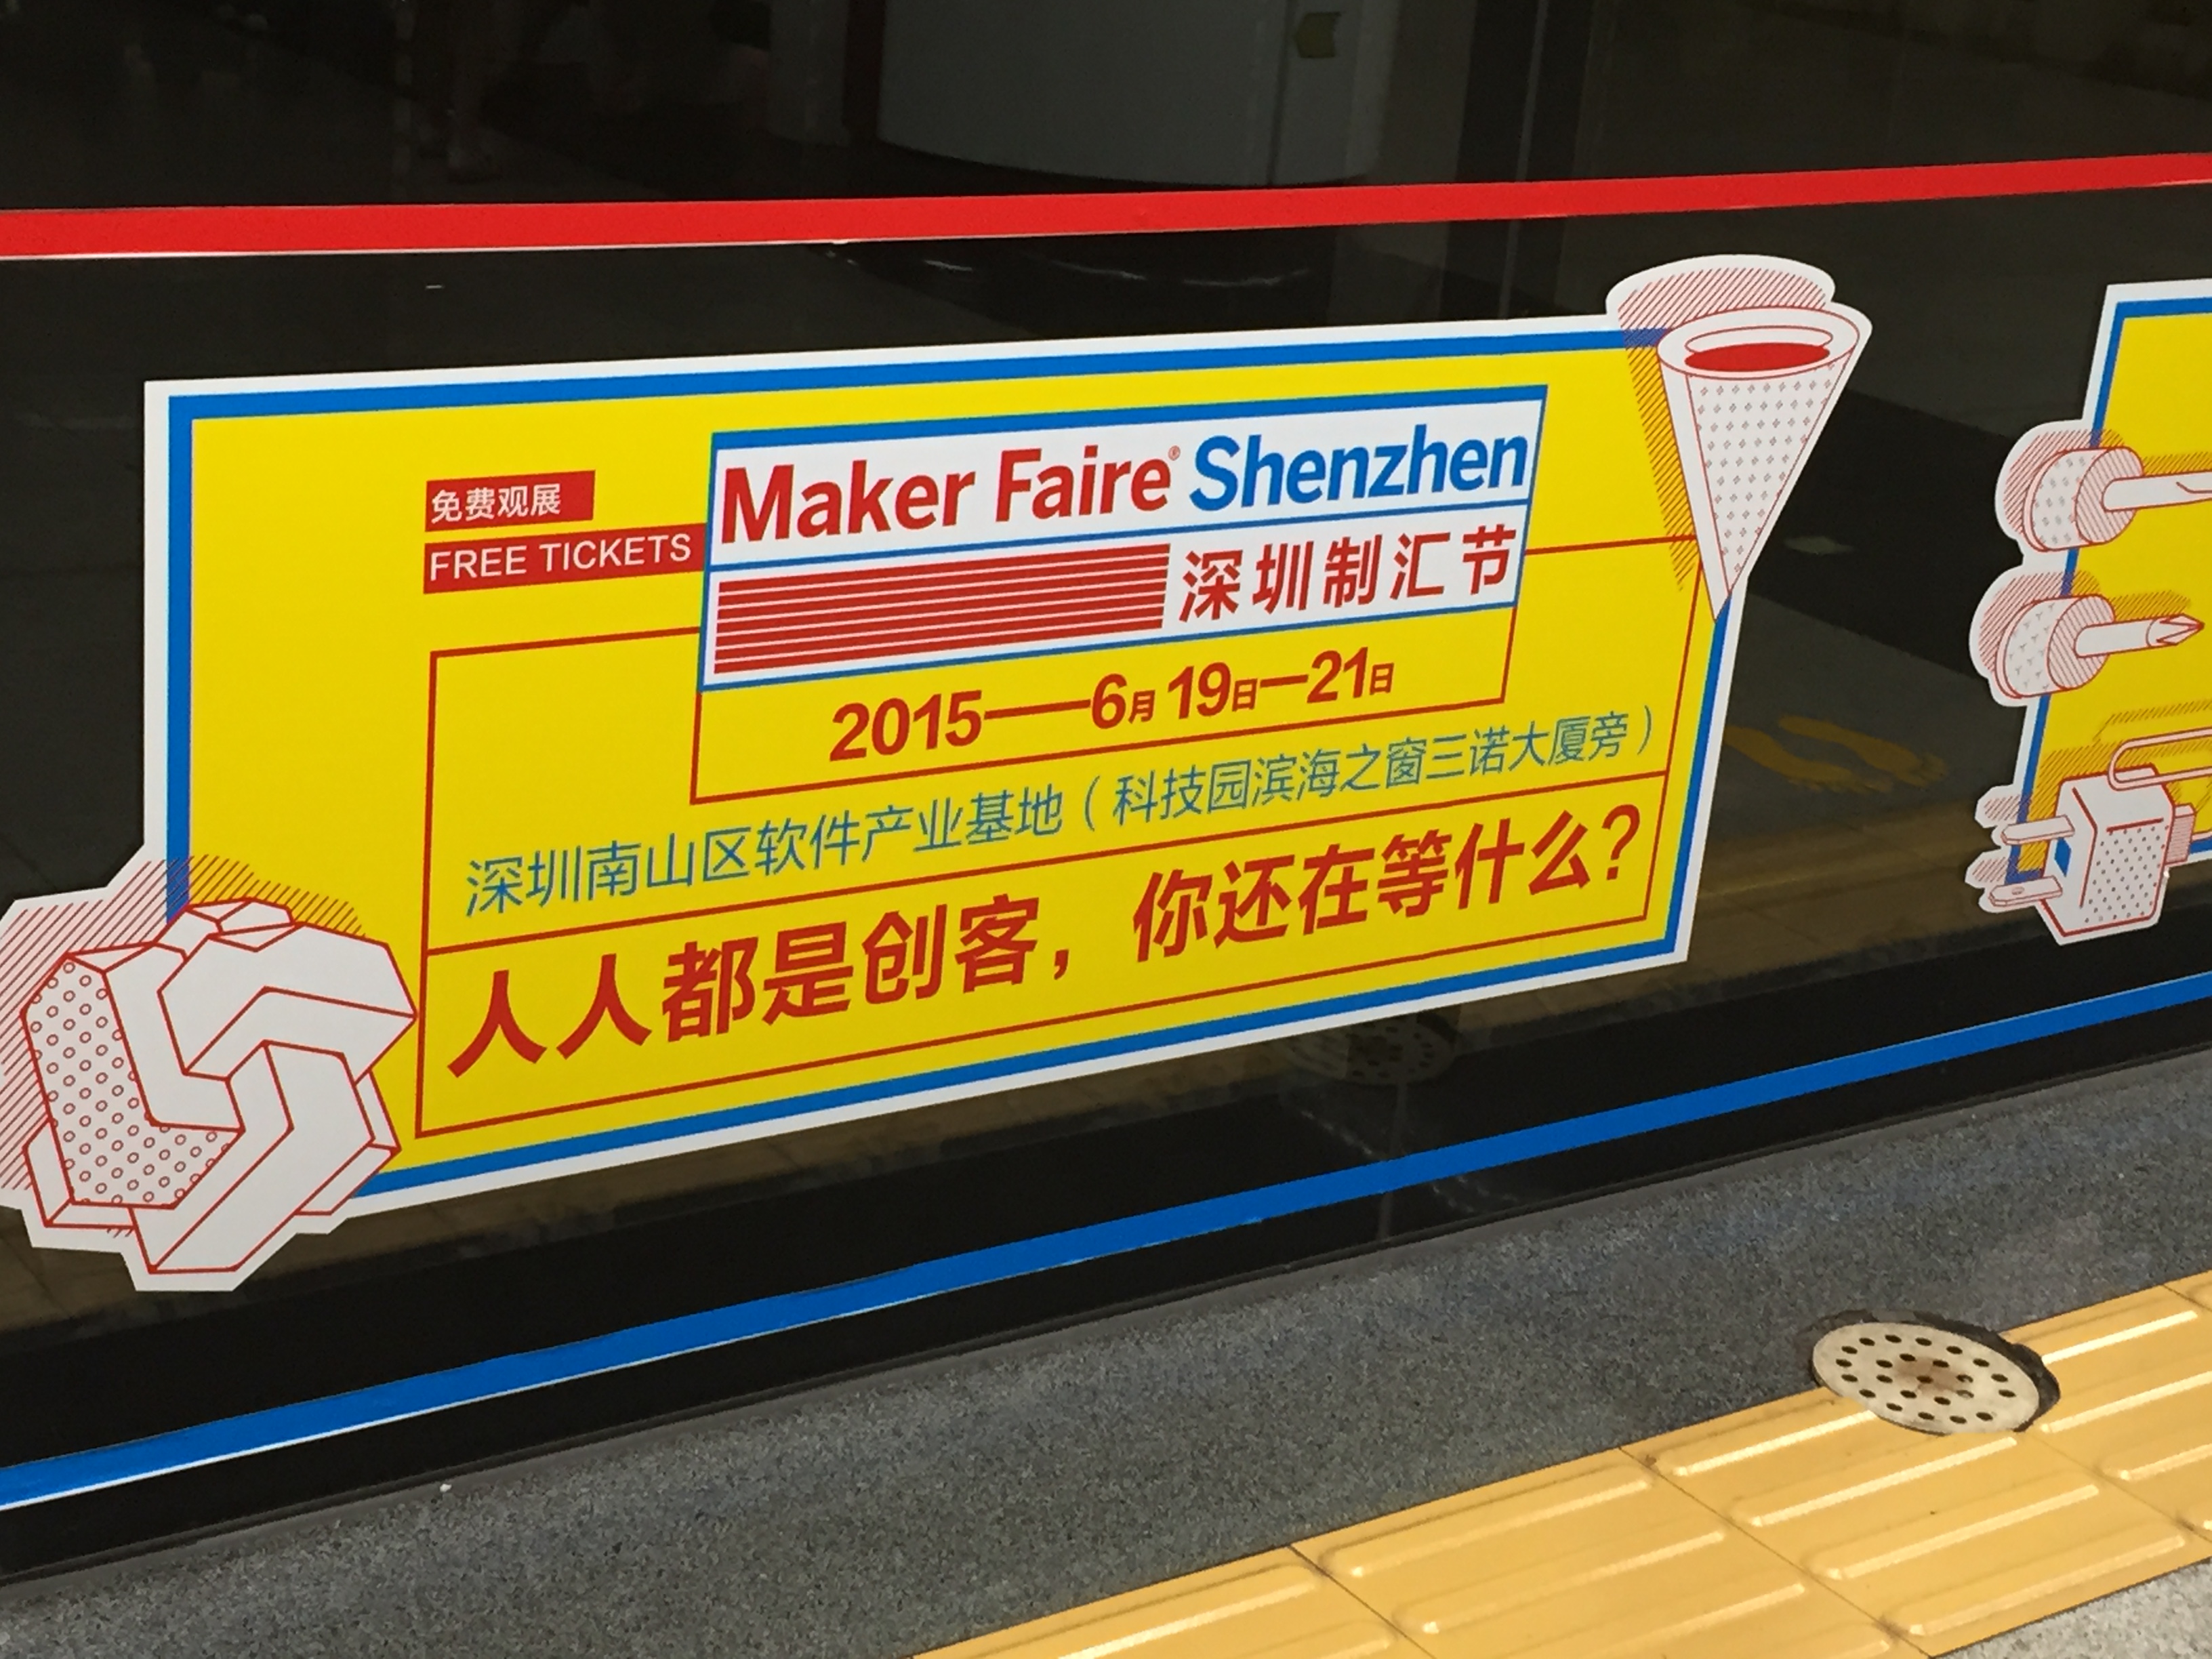 免费观展
FREE TICKETS
Maker Faire® Shenzhen
深圳制汇节
2015——6月19日—21日
深圳南山区软件产业基地（科技园滨海之窗三诺大厦旁）
人人都是创客，你还在等什么？